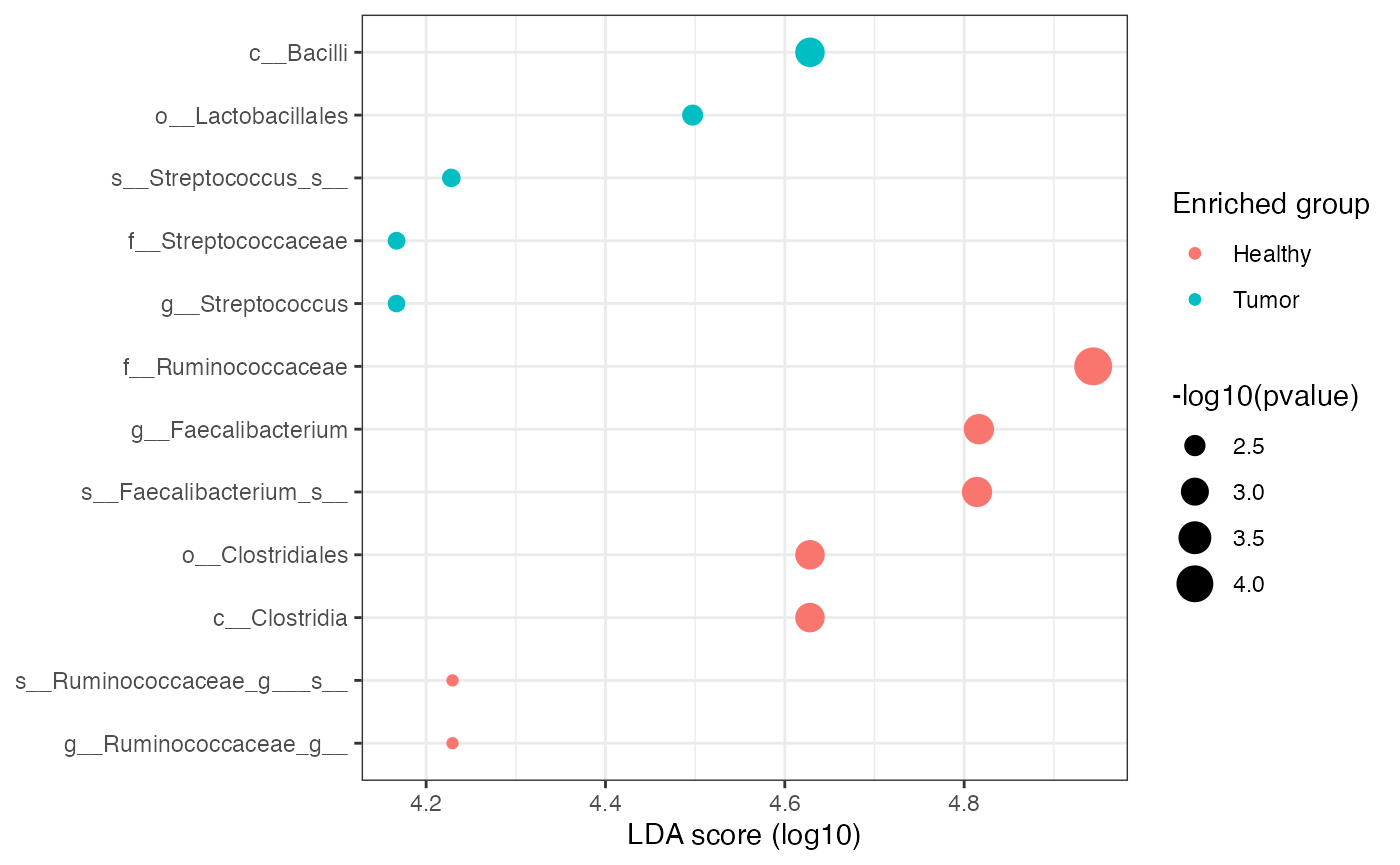 c__Bacilli
o__Lactobacillales
s__Streptococcus_s__
f__Streptococcaceae
g__Streptococcus
f__Ruminococcaceae
g__Faecalibacterium
s__Faecalibacterium_s__
o__Clostridiales
c__Clostridia
s__Ruminococcaceae_g___s__
g__Ruminococcaceae_g__
4.2 4.4 4.6 4.8
LDA score (log10)
Enriched group
Healthy
Tumor
-log10(pvalue)
2.5
3.0
3.5
4.0